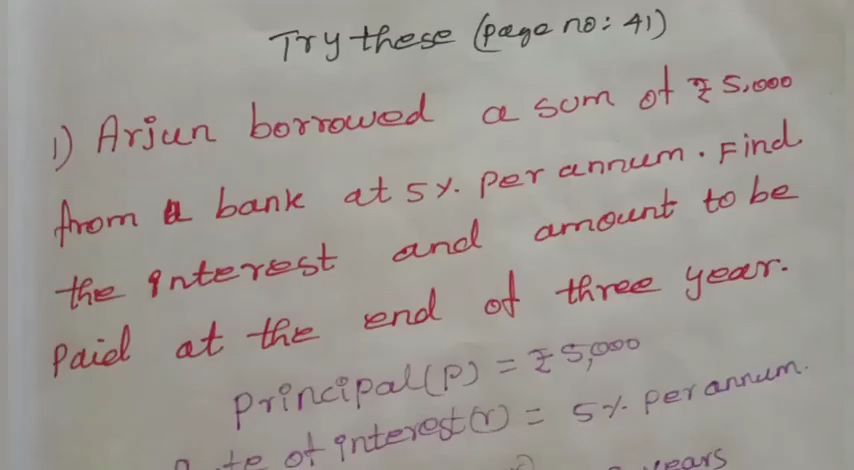 Try these (page no: 41)
1) Arjun borrowed a sum of ₹ 5,000
from a bank at 5%. per annum. Find
the interest and amount to be
paid at the end of three year.
Principal (P) = ₹ 5,000
of interest (r) = 5% per annum.
years